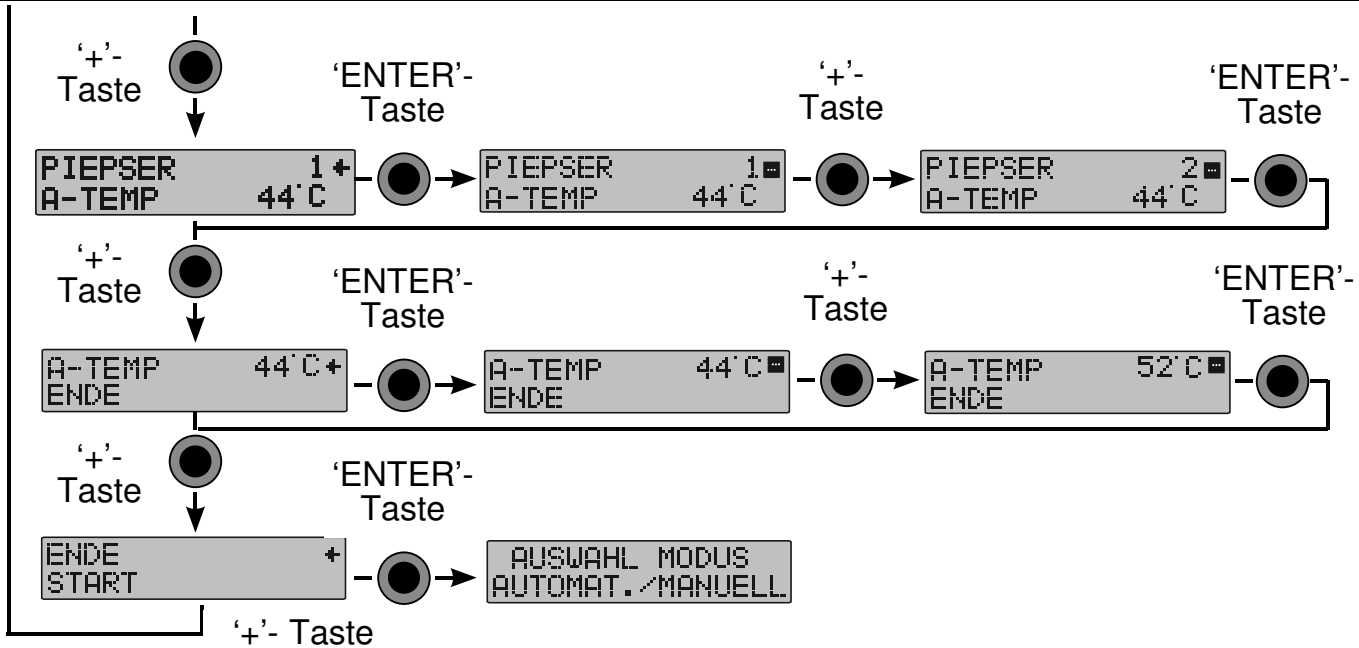 ‘+’-
Taste
‘ENTER’-
Taste
‘+’-
Taste
‘ENTER’-
Taste
PIEPSER 1
A-TEMP 44°C
PIEPSER 1
A-TEMP 44°C
PIEPSER 2
A-TEMP 44°C
‘+’-
Taste
‘ENTER’-
Taste
‘+’-
Taste
‘ENTER’-
Taste
A-TEMP 44°C
ENDE
A-TEMP 44°C
ENDE
A-TEMP 52°C
ENDE
‘+’-
Taste
‘ENTER’-
Taste
ENDE
START
AUSWAHL MODUS
AUTOMAT./MANUELL
‘+’- Taste